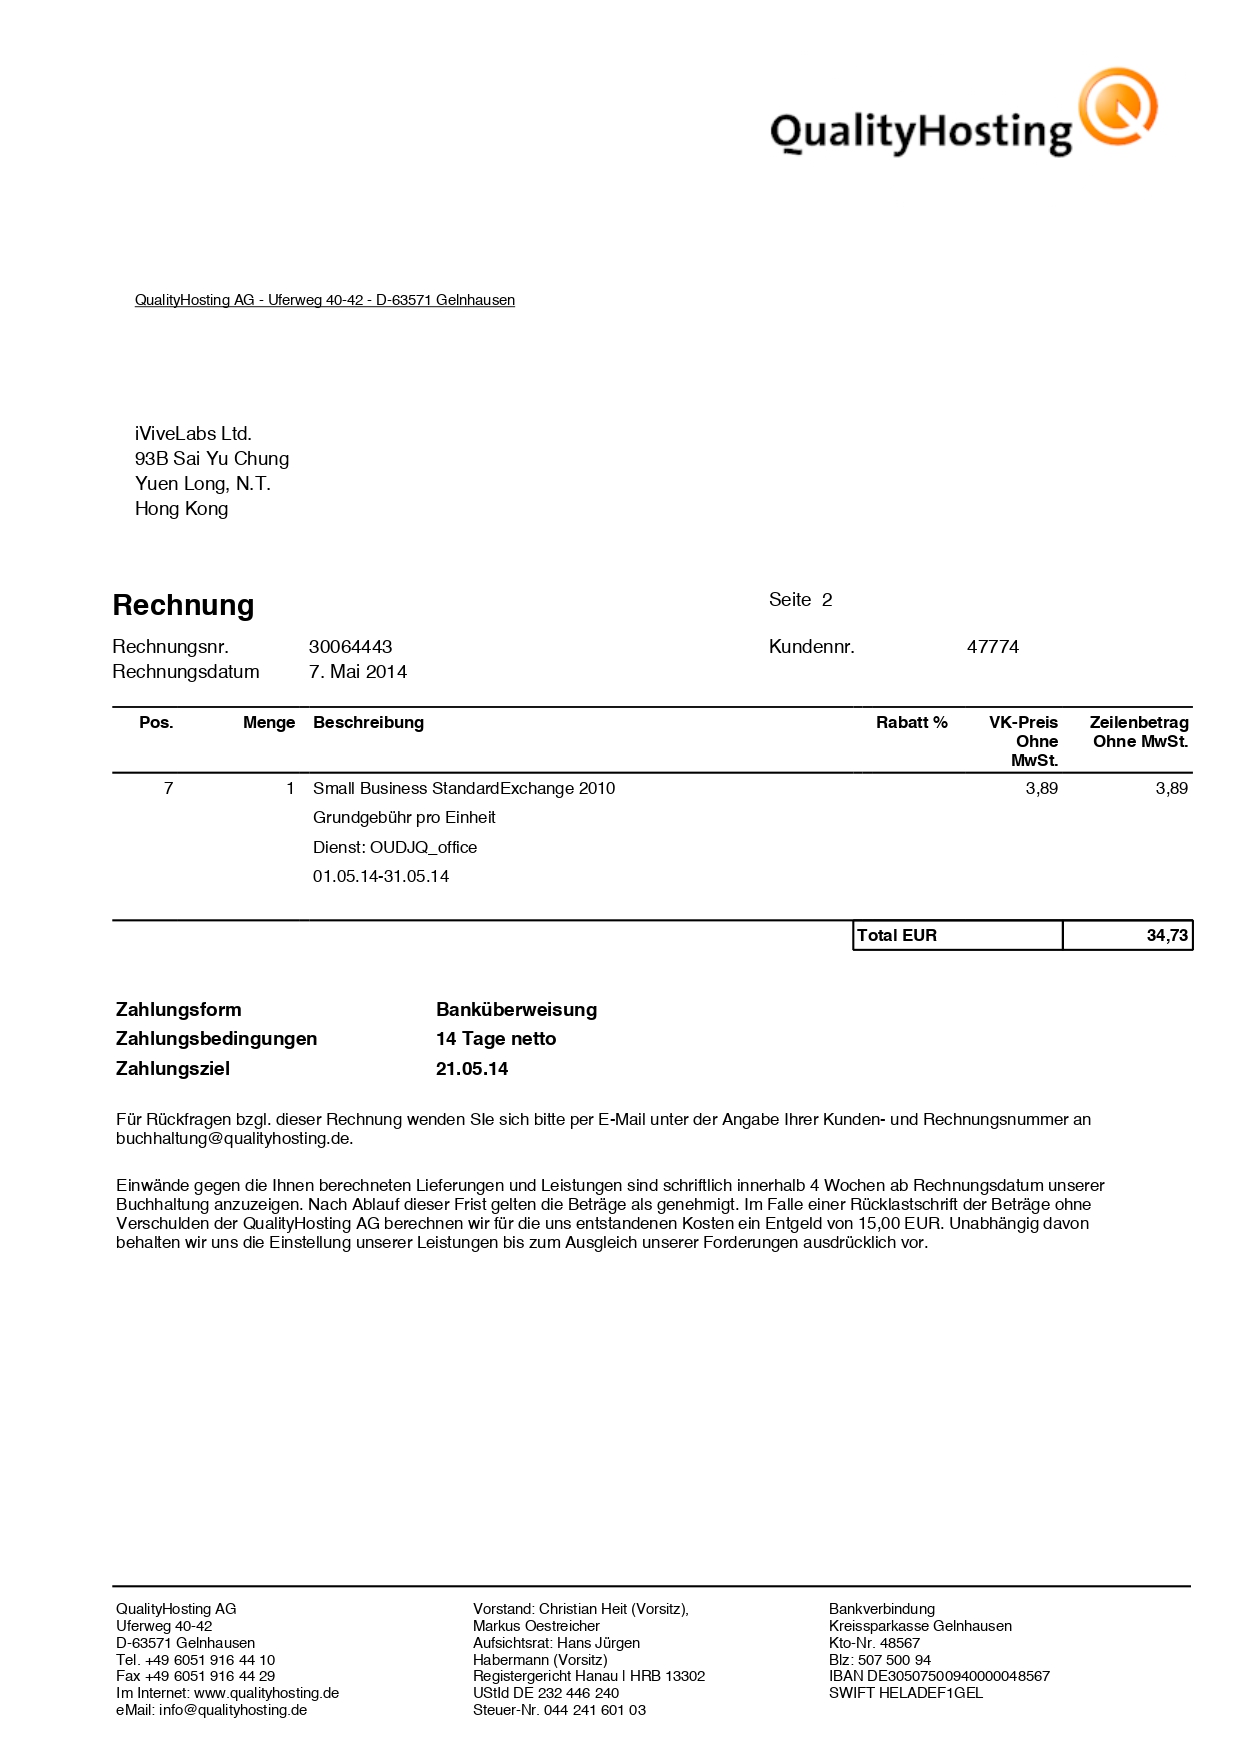 QualityHosting
QualityHosting AG - Uferweg 40-42 - D-63571 Gelnhausen
iViveLabs Ltd.
93B Sai Yu Chung
Yuen Long, N.T.
Hong Kong
Rechnung Seite 2
Rechnungsnr. 30064443 Kundennr. 47774
Rechnungsdatum 7. Mai 2014
Pos. Menge Beschreibung Rabatt % VK-Preis Zeilenbetrag
Ohne Ohne MwSt.
MwSt.
7 1 Small Business StandardExchange 2010 3,89 3,89
Grundgebühr pro Einheit
Dienst: OUDJQ_office
01.05.14-31.05.14
Total EUR 34,73
Zahlungsform Banküberweisung
Zahlungsbedingungen 14 Tage netto
Zahlungsziel 21.05.14
Für Rückfragen bzgl. dieser Rechnung wenden SIe sich bitte per E-Mail unter der Angabe Ihrer Kunden- und Rechnungsnummer an
buchhaltung@qualityhosting.de.
Einwände gegen die Ihnen berechneten Lieferungen und Leistungen sind schriftlich innerhalb 4 Wochen ab Rechnungsdatum unserer
Buchhaltung anzuzeigen. Nach Ablauf dieser Frist gelten die Beträge als genehmigt. Im Falle einer Rücklastschrift der Beträge ohne
Verschulden der QualityHosting AG berechnen wir für die uns entstandenen Kosten ein Entgeld von 15,00 EUR. Unabhängig davon
behalten wir uns die Einstellung unserer Leistungen bis zum Ausgleich unserer Forderungen ausdrücklich vor.
QualityHosting AG
Uferweg 40-42
D-63571 Gelnhausen
Tel. +49 6051 916 44 10
Fax +49 6051 916 44 29
Im Internet: www.qualityhosting.de
eMail: info@qualityhosting.de
Vorstand: Christian Heit (Vorsitz),
Markus Oestreicher
Aufsichtsrat: Hans Jürgen
Habermann (Vorsitz)
Registergericht Hanau | HRB 13302
UStId DE 232 446 240
Steuer-Nr. 044 241 601 03
Bankverbindung
Kreissparkasse Gelnhausen
Kto-Nr. 48567
Blz: 507 500 94
IBAN DE30507500940000048567
SWIFT HELADEF1GEL